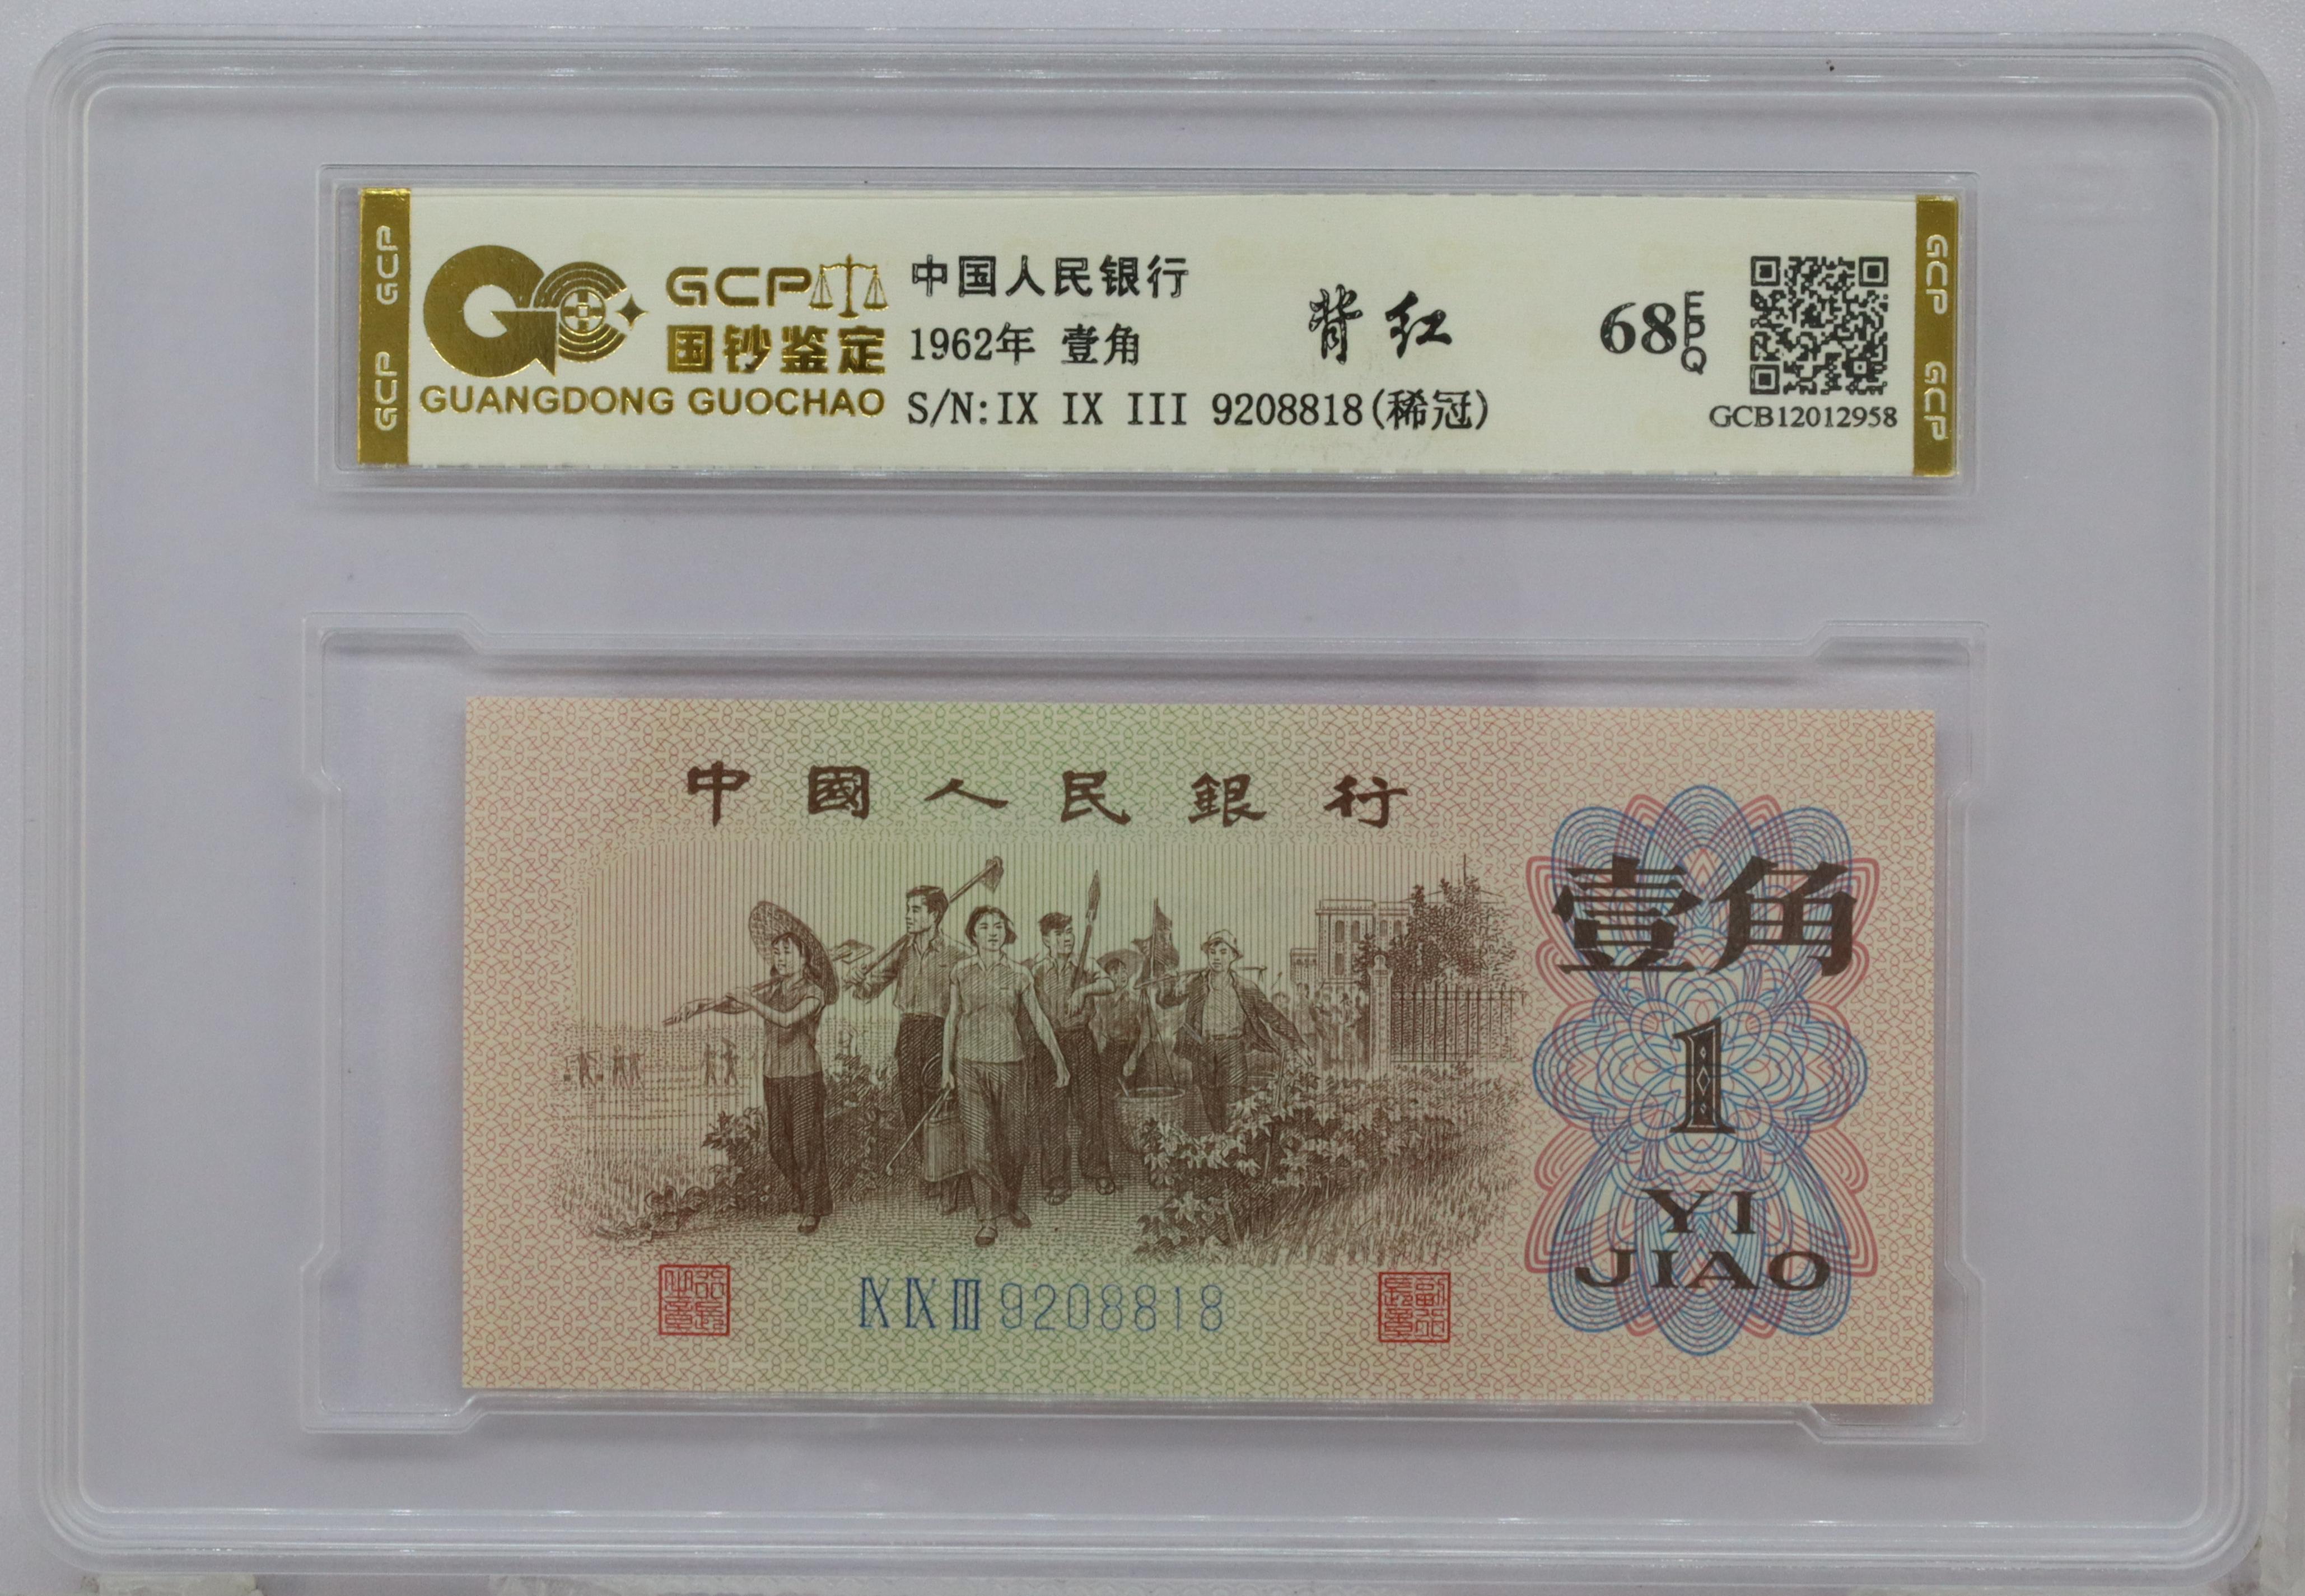 GCP GCP
GCP
国钞鉴定
GUANGDONG GUOCHAO
中国人民银行
1962年 壹角
S/N:IX IX III 9208818(稀冠)
背红
68 EPQ
GCB12012958
GCP GCP
中國人民銀行
壹角
1
YI
JIAO
IX IX III 9208818